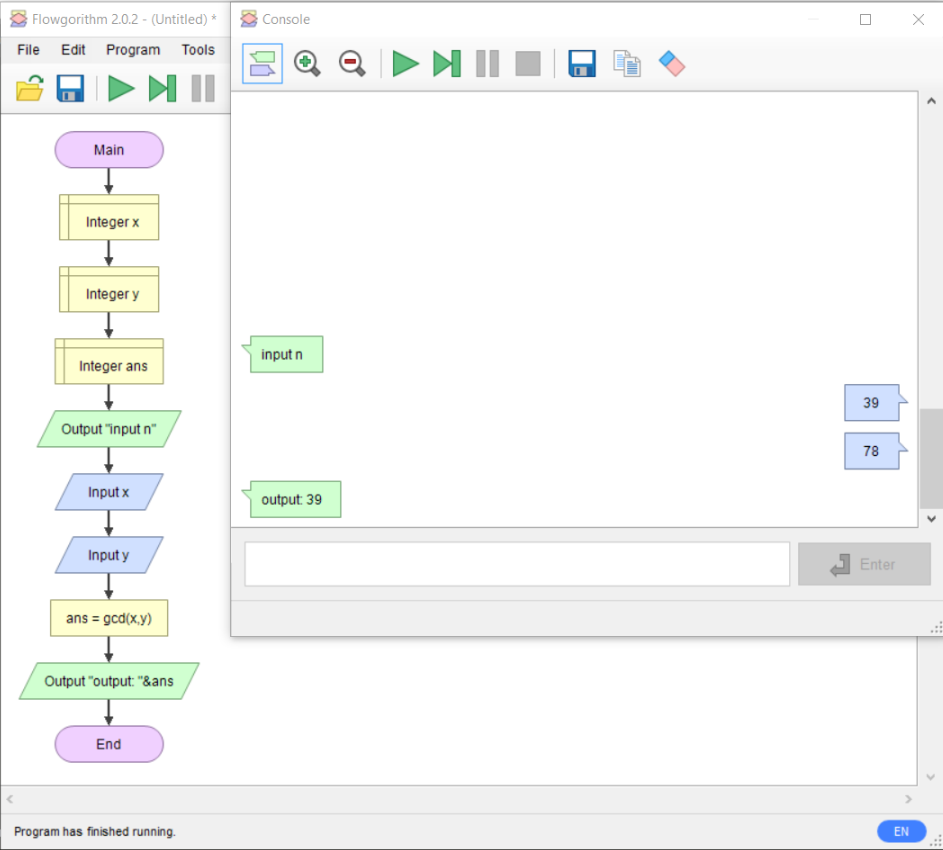 Flowgorithm 2.0.2 - (Untitled) *
File Edit Program Tools
Main
Integer x
Integer y
Integer ans
Output "input n"
Input x
Input y
ans = gcd(x,y)
Output "output: "&ans
End
Console
input n
39
78
output: 39
Enter
Program has finished running.
EN